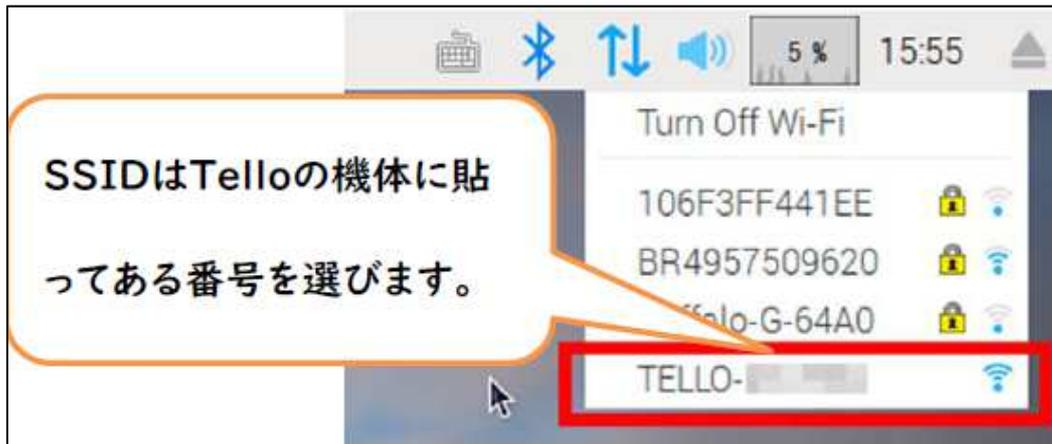 5 %
15:55
Turn Off Wi-Fi
SSIDはTelloの機体に貼
ってある番号を選びます。
106F3FF441EE
BR4957509620
-G-64A0
TELLO-